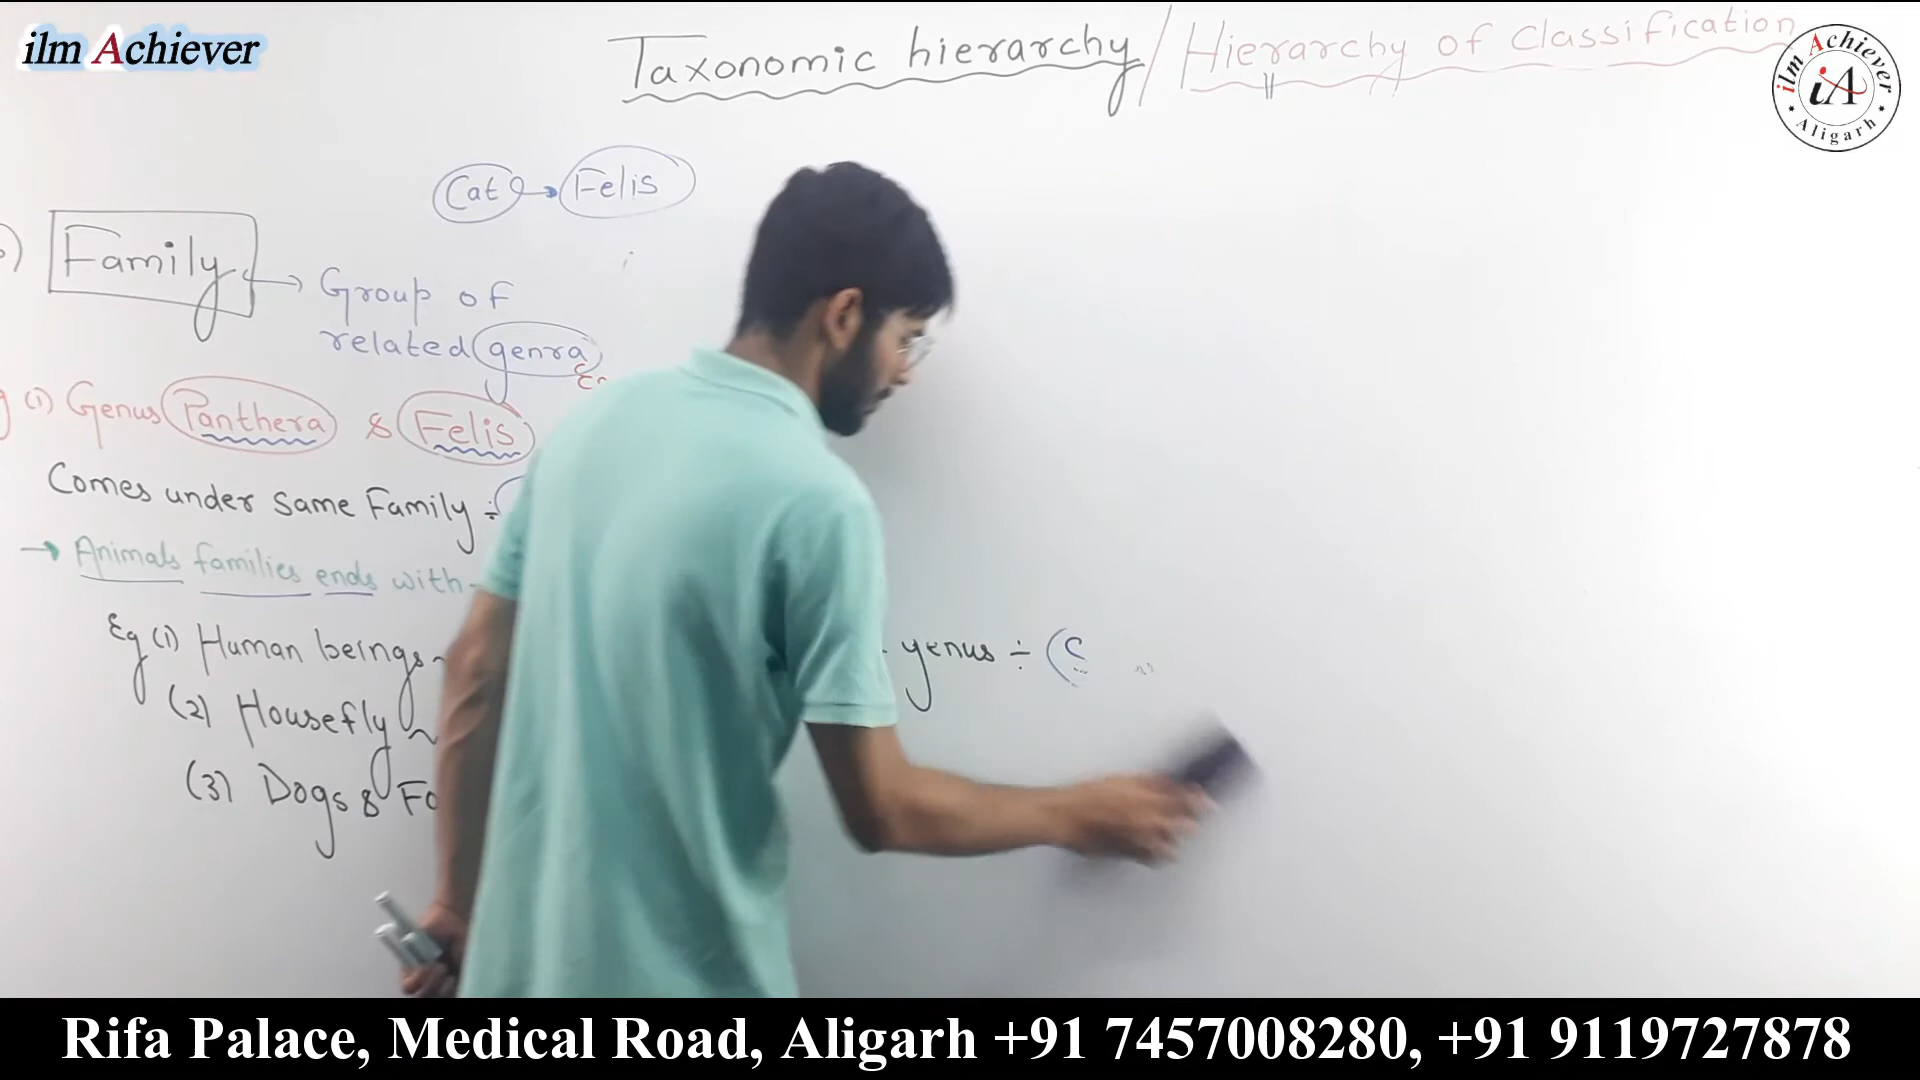 ilm Achiever
Taxonomic hierarchy / Hierarchy of Classification
ilm Achiever
iA
Aligarh
Cat → Felis
Family → Group of
related genra
(1) Genus Panthera & Felis
Comes under same Family ÷
→ Animals families ends with
Eg (1) Human beings
genus ÷
(2) Housefly
(3) Dogs &
Rifa Palace, Medical Road, Aligarh +91 7457008280, +91 9119727878